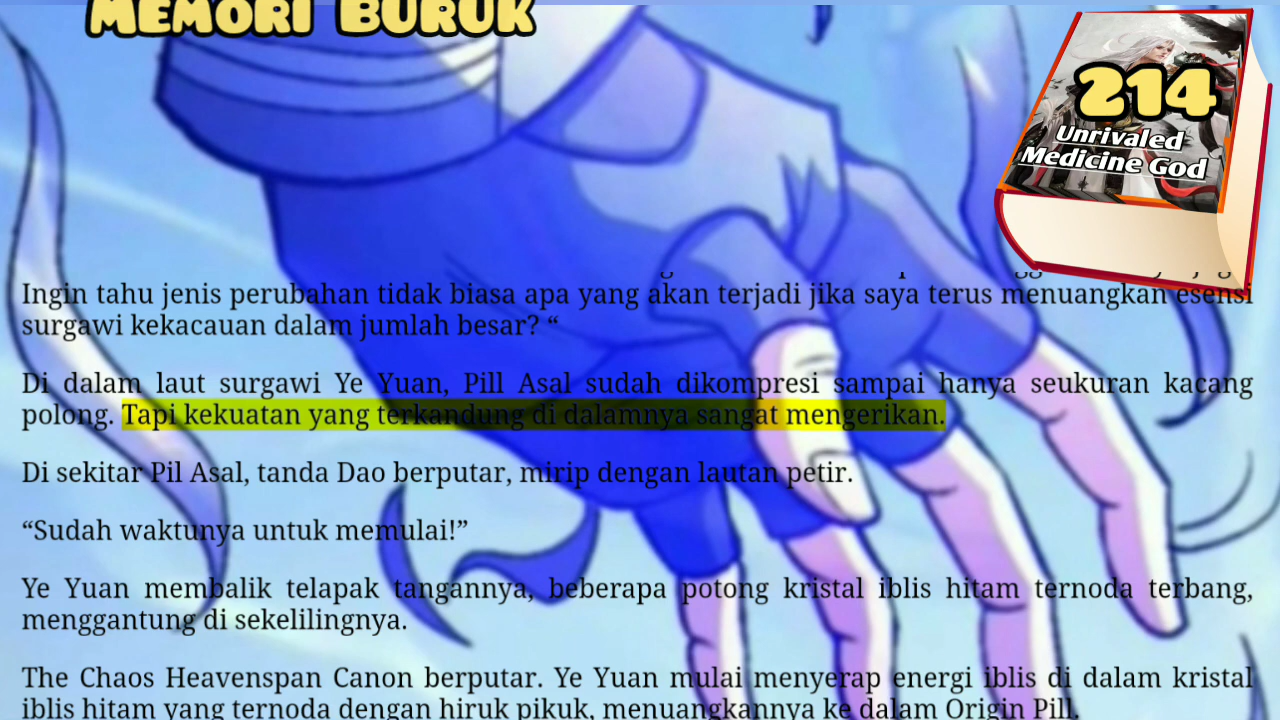 MEMORI BURUK
214
Unrivaled
Medicine God
Ingin tahu jenis perubahan tidak biasa apa yang akan terjadi jika saya terus menuangkan esensi
surgawi kekacauan dalam jumlah besar? “
Di dalam laut surgawi Ye Yuan, Pill Asal sudah dikompresi sampai hanya seukuran kacang
polong. Tapi kekuatan yang terkandung di dalamnya sangat mengerikan.
Di sekitar Pil Asal, tanda Dao berputar, mirip dengan lautan petir.
“Sudah waktunya untuk memulai!”
Ye Yuan membalik telapak tangannya, beberapa potong kristal iblis hitam ternoda terbang,
menggantung di sekelilingnya.
The Chaos Heavenspan Canon berputar. Ye Yuan mulai menyerap energi iblis di dalam kristal
iblis hitam yang ternoda dengan hiruk pikuk, menuangkannya ke dalam Origin Pill.